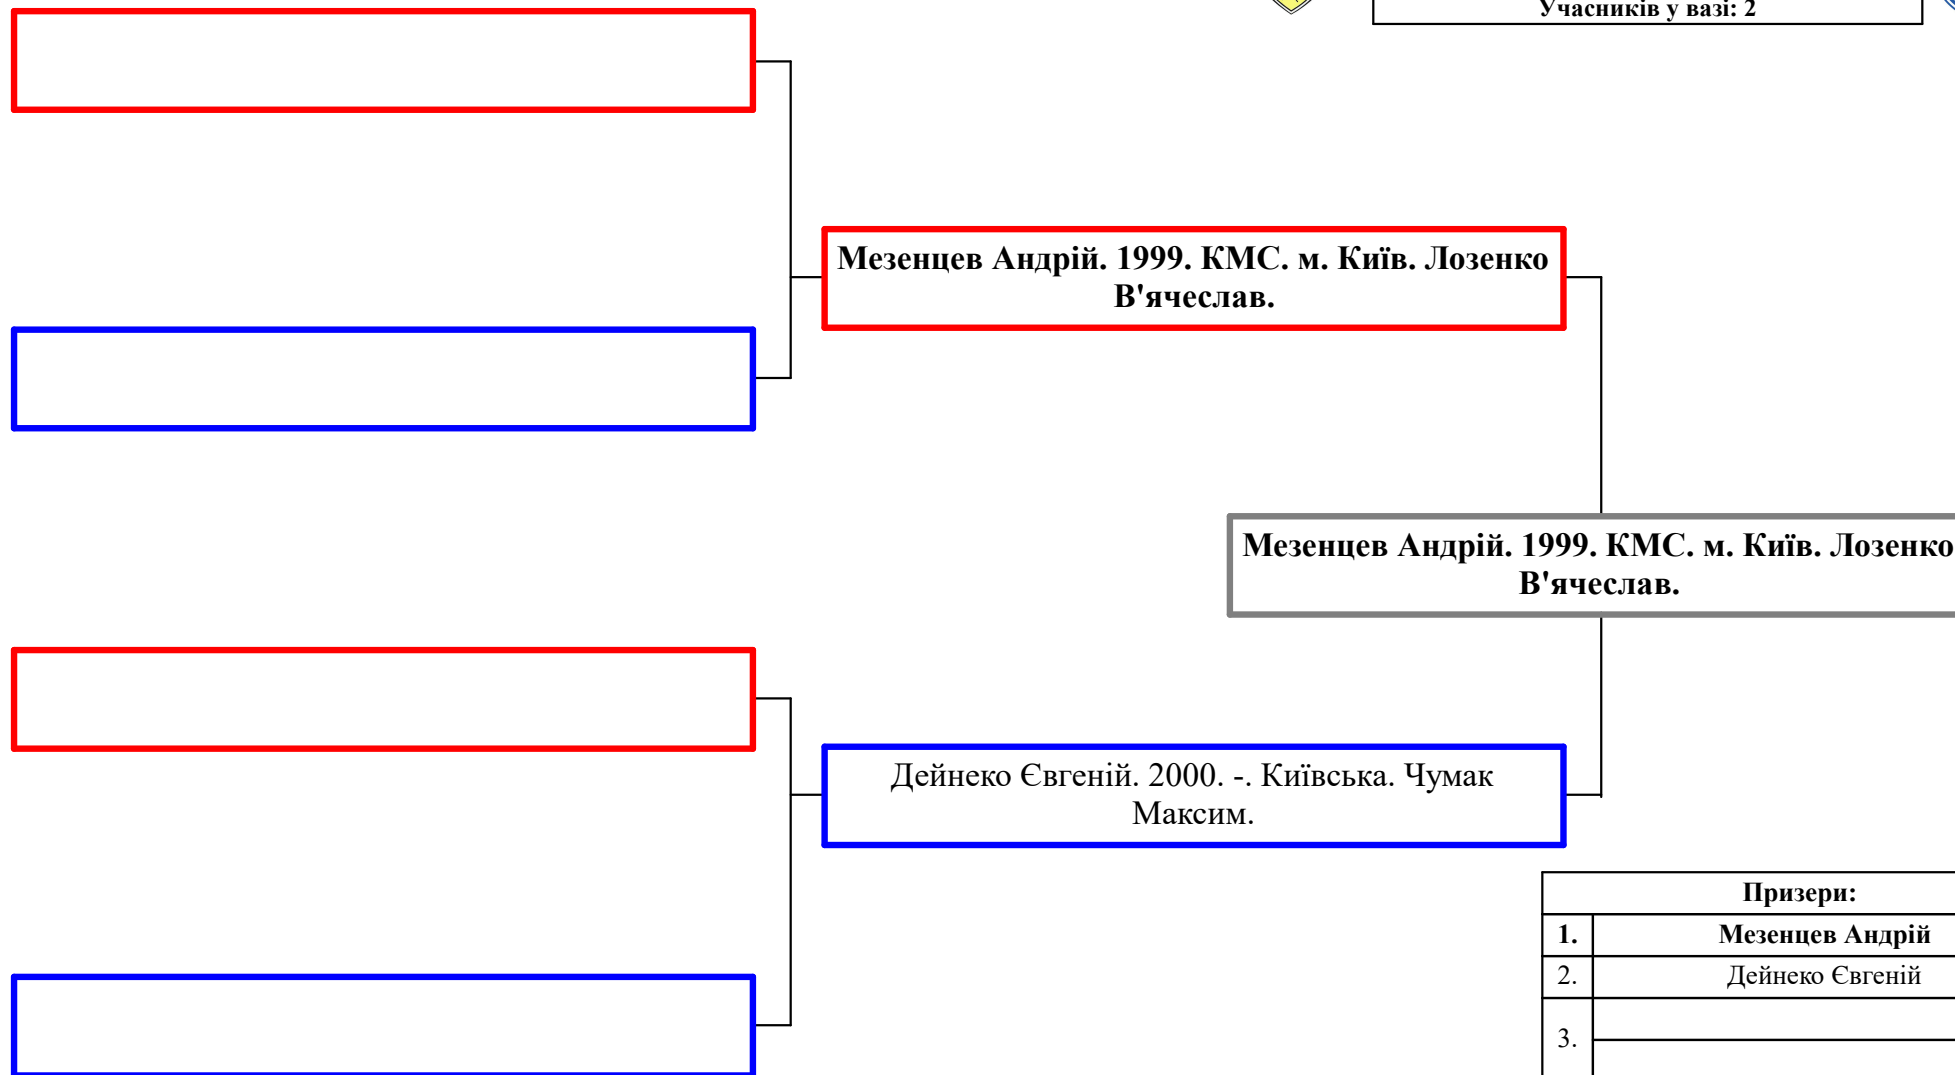 Учасників у вазі: 2
Мезенцев Андрій. 1999. КМС. м. Київ. Лозенко
В'ячеслав.
Мезенцев Андрій. 1999. КМС. м. Київ. Лозенко
В'ячеслав.
Дейнеко Євгеній. 2000. -. Київська. Чумак
Максим.
Призери:
1. Мезенцев Андрій
2. Дейнеко Євгеній
3.